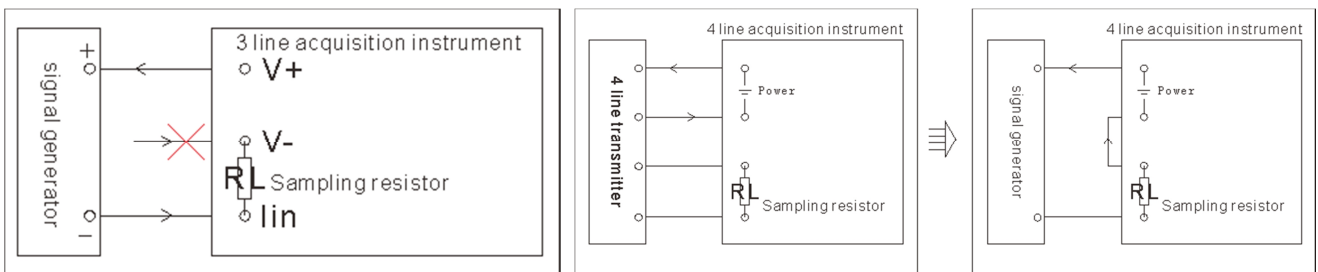 3 line acquisition instrument
+
V+
signal generator
V-
RL Sampling resistor
Iin
−
4 line acquisition instrument
4 line transmitter
Power
RL
Sampling resistor
4 line acquisition instrument
signal generator
Power
RL
Sampling resistor